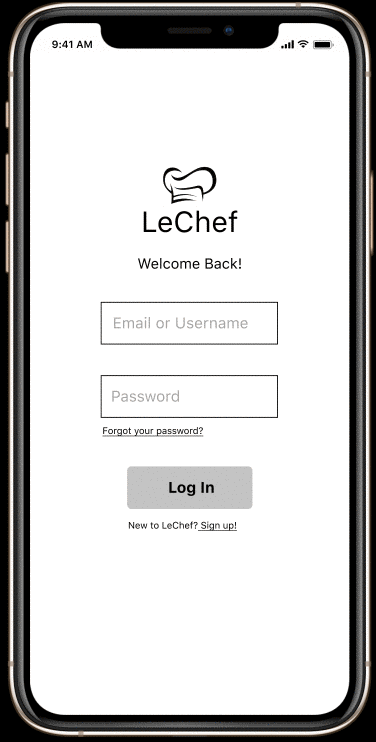 9:41 AM
LeChef
Welcome Back!
Email or Username
Password
Forgot your password?
Log In
New to LeChef? Sign up!